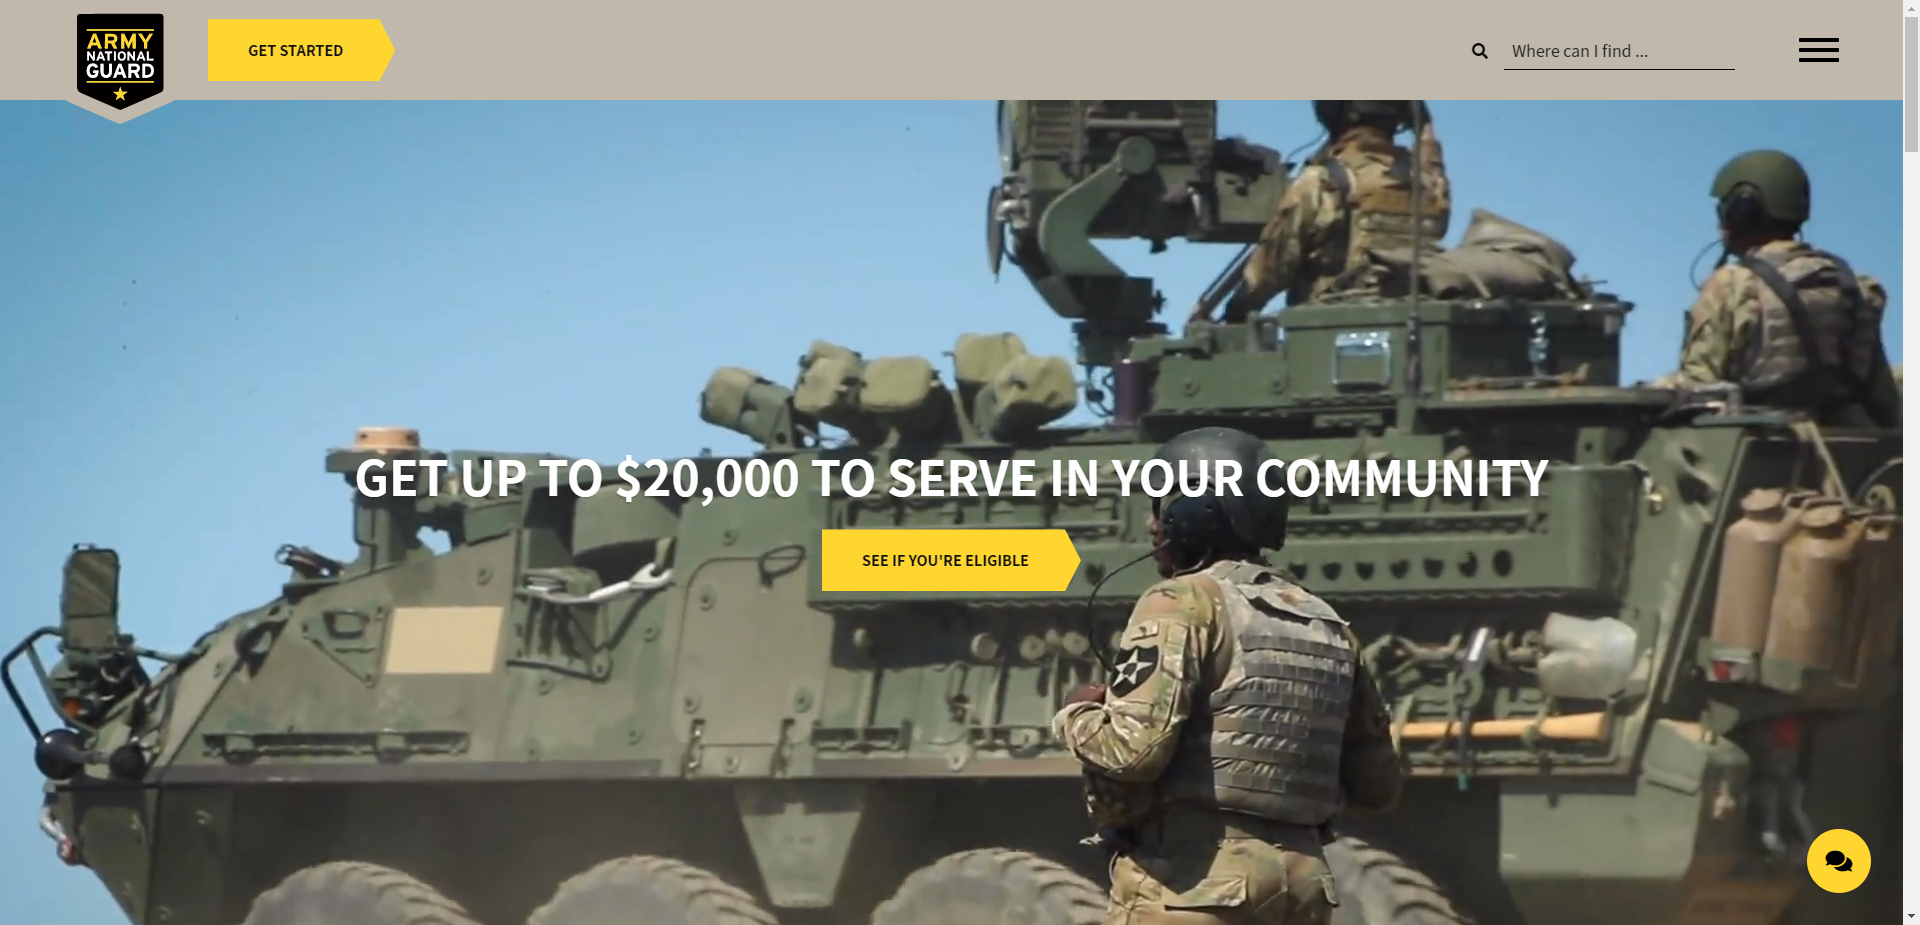 ARMY
NATIONAL
GUARD
GET STARTED
Where can I find ...
GET UP TO $20,000 TO SERVE IN YOUR COMMUNITY
SEE IF YOU'RE ELIGIBLE